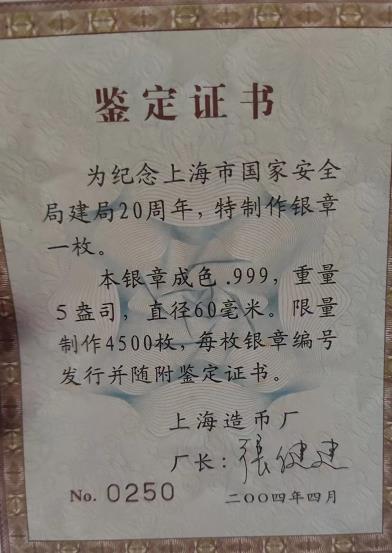 鉴定证书
为纪念上海市国家安全
局建局20周年，特制作银章
一枚。
本银章成色.999，重量
5盎司，直径60毫米。限量
制作4500枚，每枚银章编号
发行并随附鉴定证书。
上海造币厂
厂长：張健建
No. 0250 二〇〇四年四月